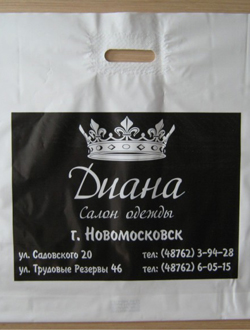 Диана
Салон одежды
г. Новомосковск
ул. Садовского 20 тел: (48762) 3-94-28
ул. Трудовые Резервы 46 тел: (48762) 6-05-15